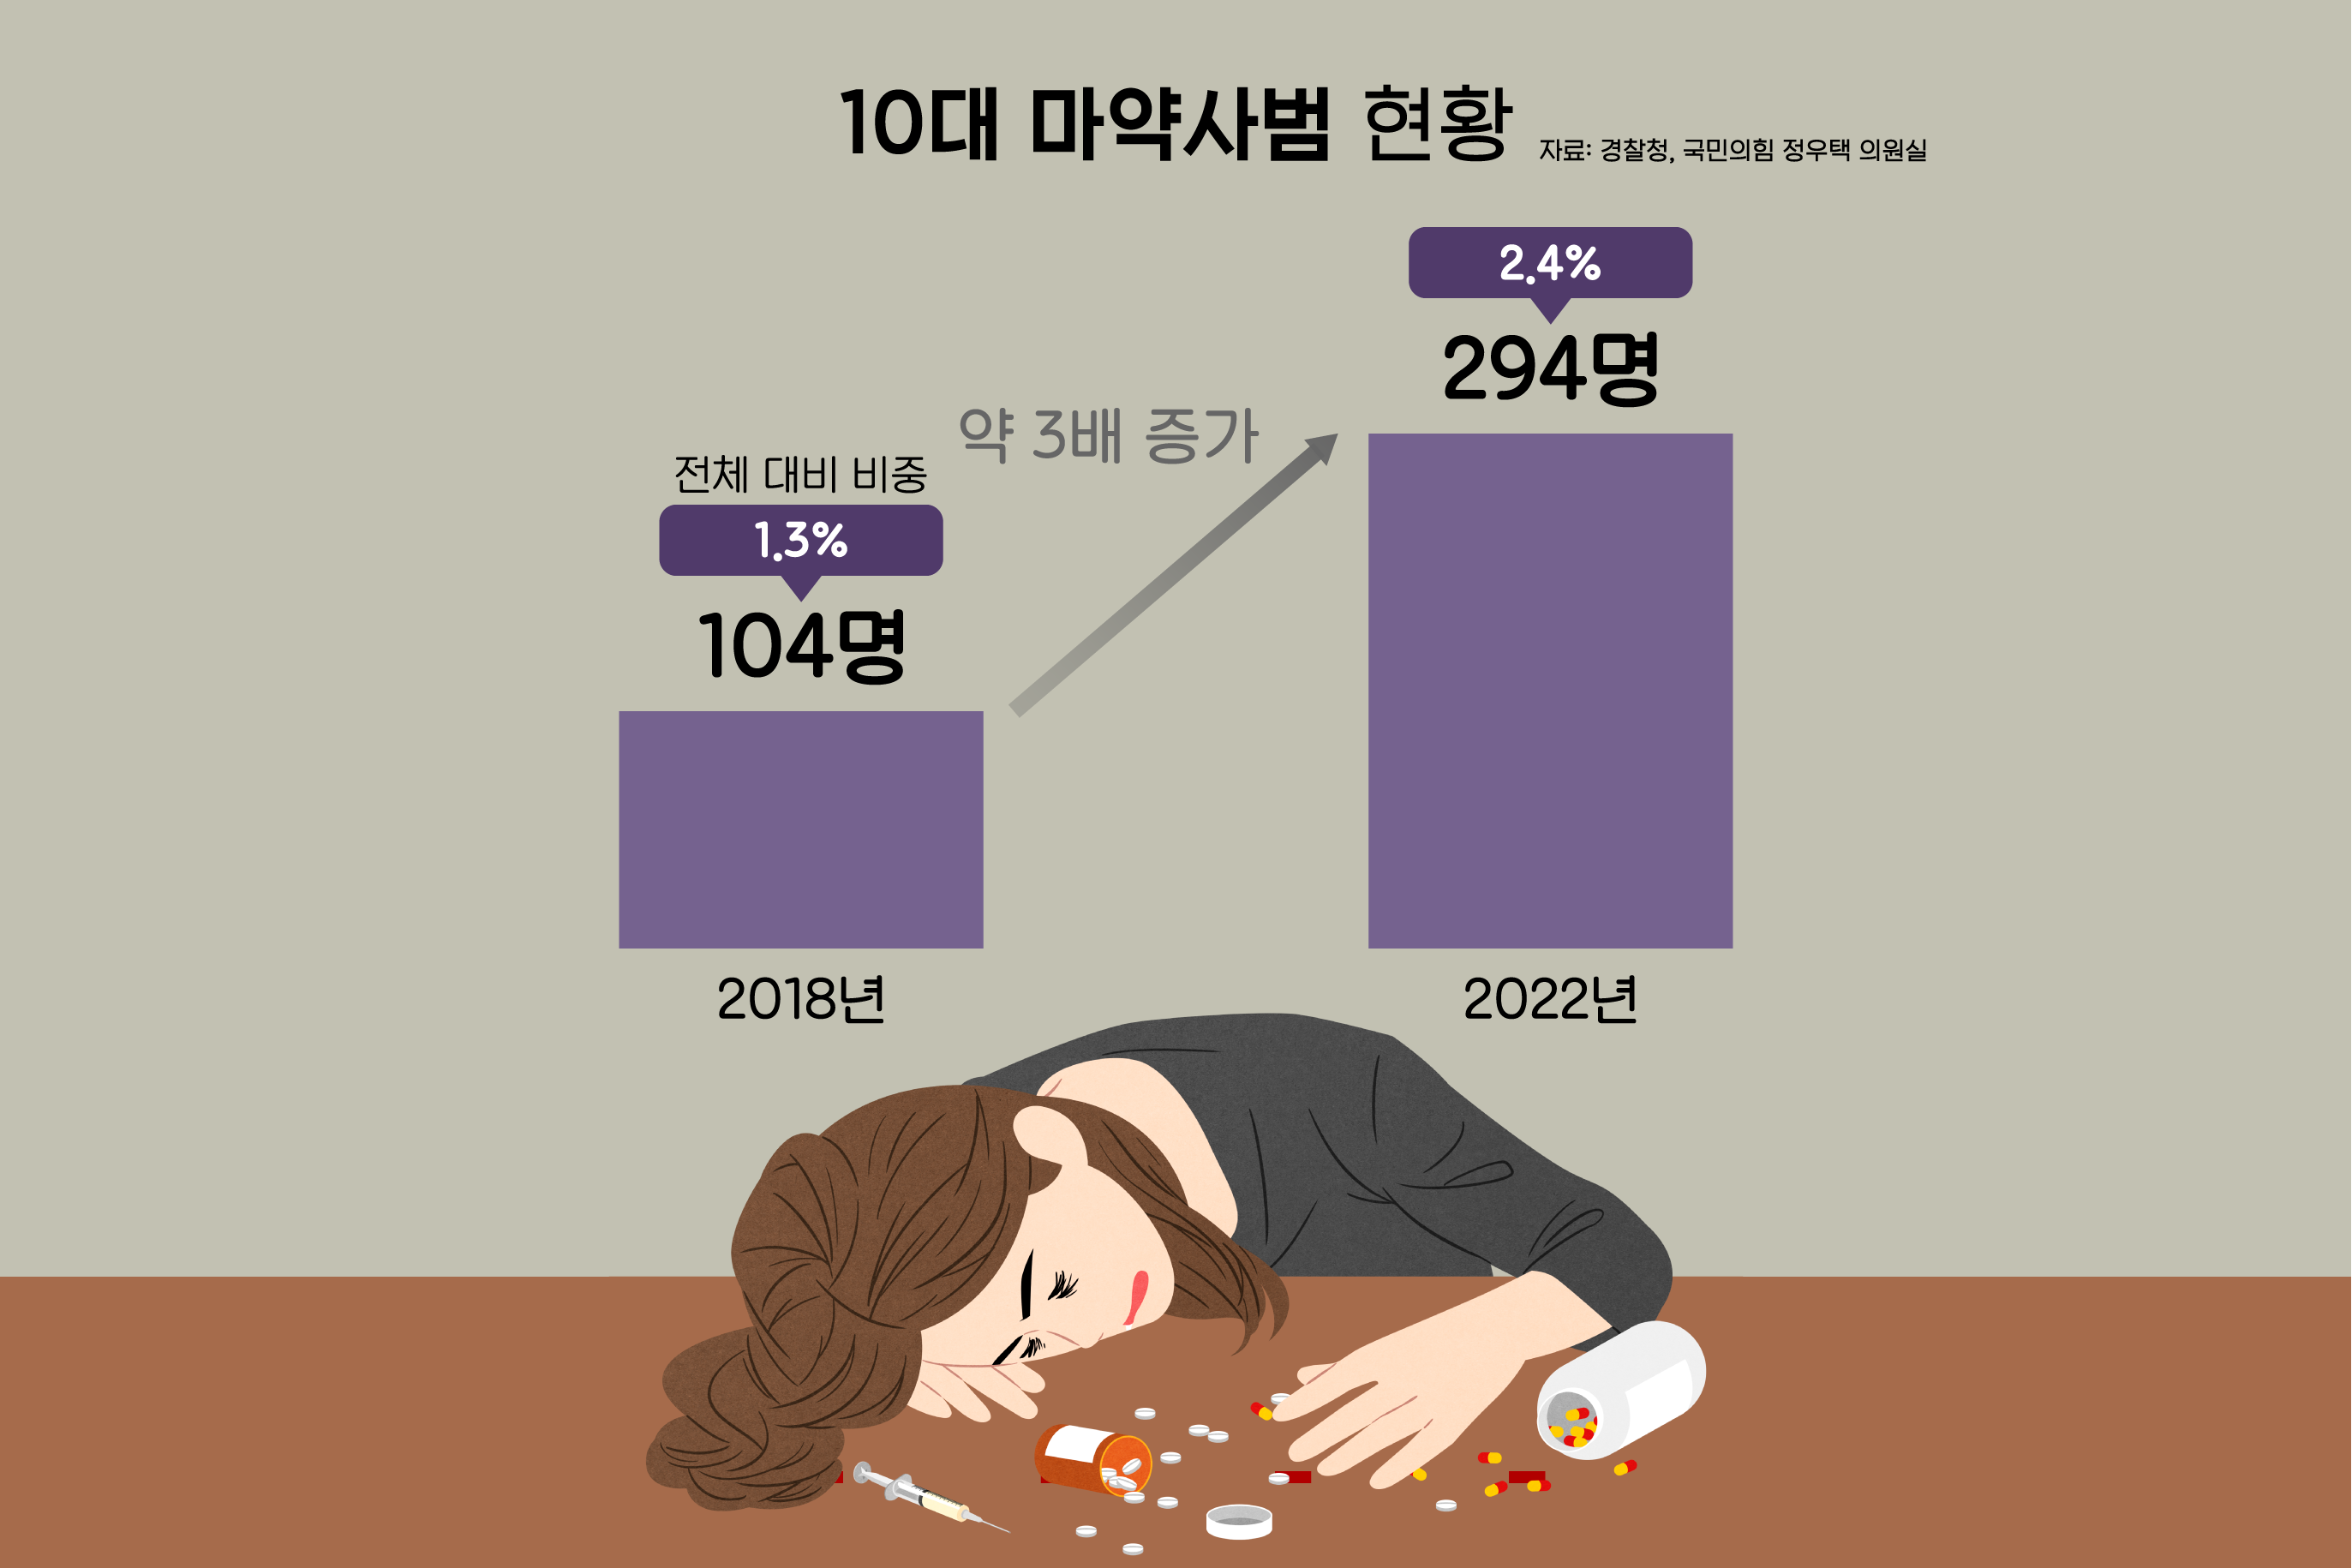 10대 마약사범 현황
자료: 경찰청, 국민의힘 정우택 의원실
2.4%
294명
약 3배 증가
전체 대비 비중
1.3%
104명
2018년
2022년